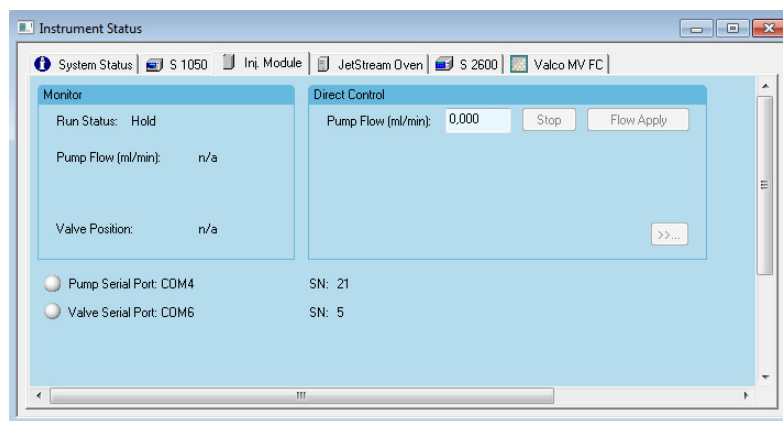 Instrument Status
System Status S 1050 Inj. Module JetStream Oven S 2600 Valco MV FC
Monitor
Run Status: Hold
Pump Flow (ml/min): n/a
Valve Position: n/a
Direct Control
Pump Flow (ml/min): 0,000 Stop Flow Apply
>>...
Pump Serial Port: COM4 SN: 21
Valve Serial Port: COM6 SN: 5